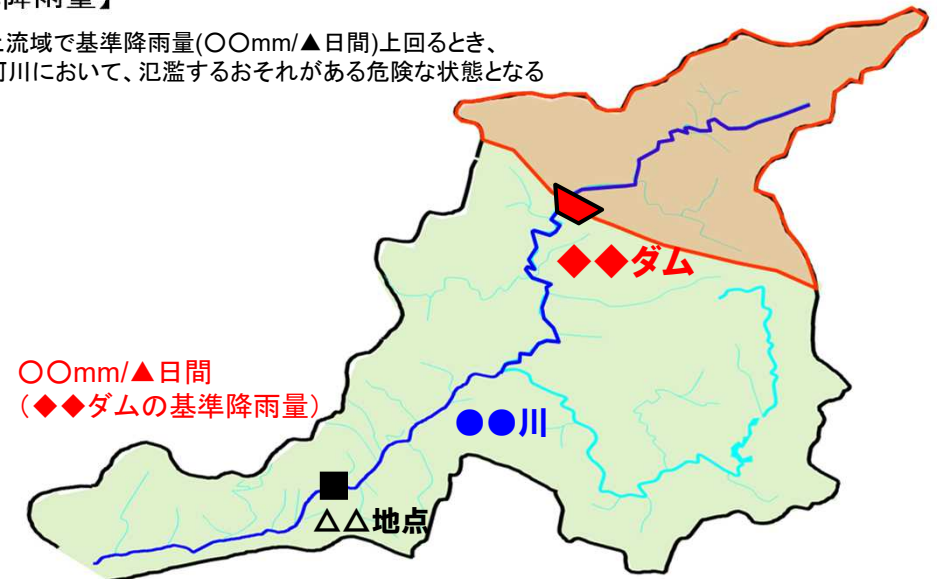 降雨量】
流域で基準降雨量(〇〇mm/▲日間)上回るとき、
河川において、氾濫するおそれがある危険な状態となる
◆◆ダム
〇〇mm/▲日間
(◆◆ダムの基準降雨量)
●●川
△△地点